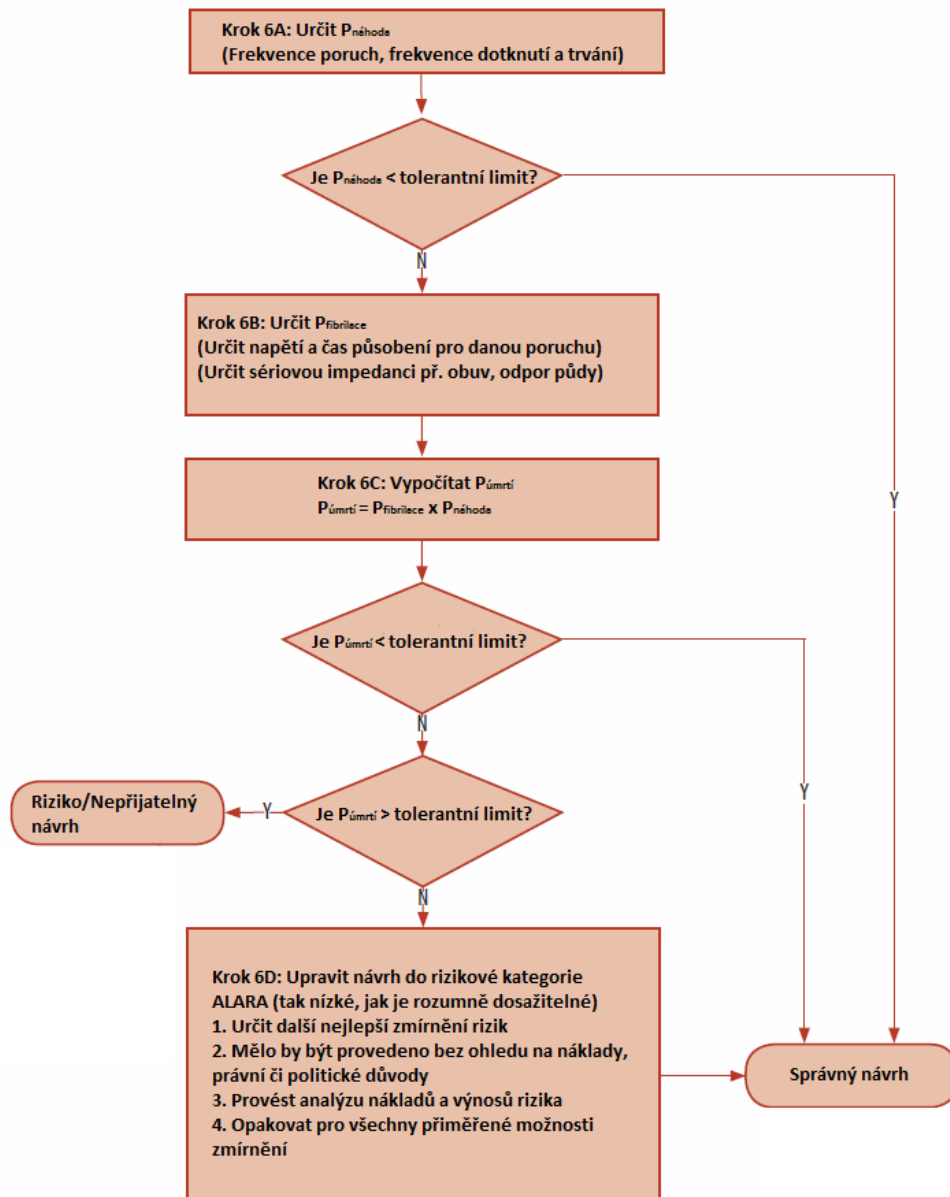 Krok 6A: Určit Pnáhoda
(Frekvence poruch, frekvence dotknutí a trvání)
Je Pnáhoda < tolerantní limit?
N
Krok 6B: Určit Pfibrilace
(Určit napětí a čas působení pro danou poruchu)
(Určit sériovou impedanci př. obuv, odpor půdy)
Krok 6C: Vypočítat Púmrtí
Púmrtí = Pfibrilace x Pnáhoda
Y
Je Púmrtí < tolerantní limit?
N
Y
Riziko/Nepřijatelný
návrh
Y
Je Púmrtí > tolerantní limit?
N
Krok 6D: Upravit návrh do rizikové kategorie
ALARA (tak nízké, jak je rozumně dosažitelné)
1. Určit další nejlepší zmírnění rizik
2. Mělo by být provedeno bez ohledu na náklady,
právní či politické důvody
3. Provést analýzu nákladů a výnosů rizika
4. Opakovat pro všechny přiměřené možnosti
zmírnění
Správný návrh